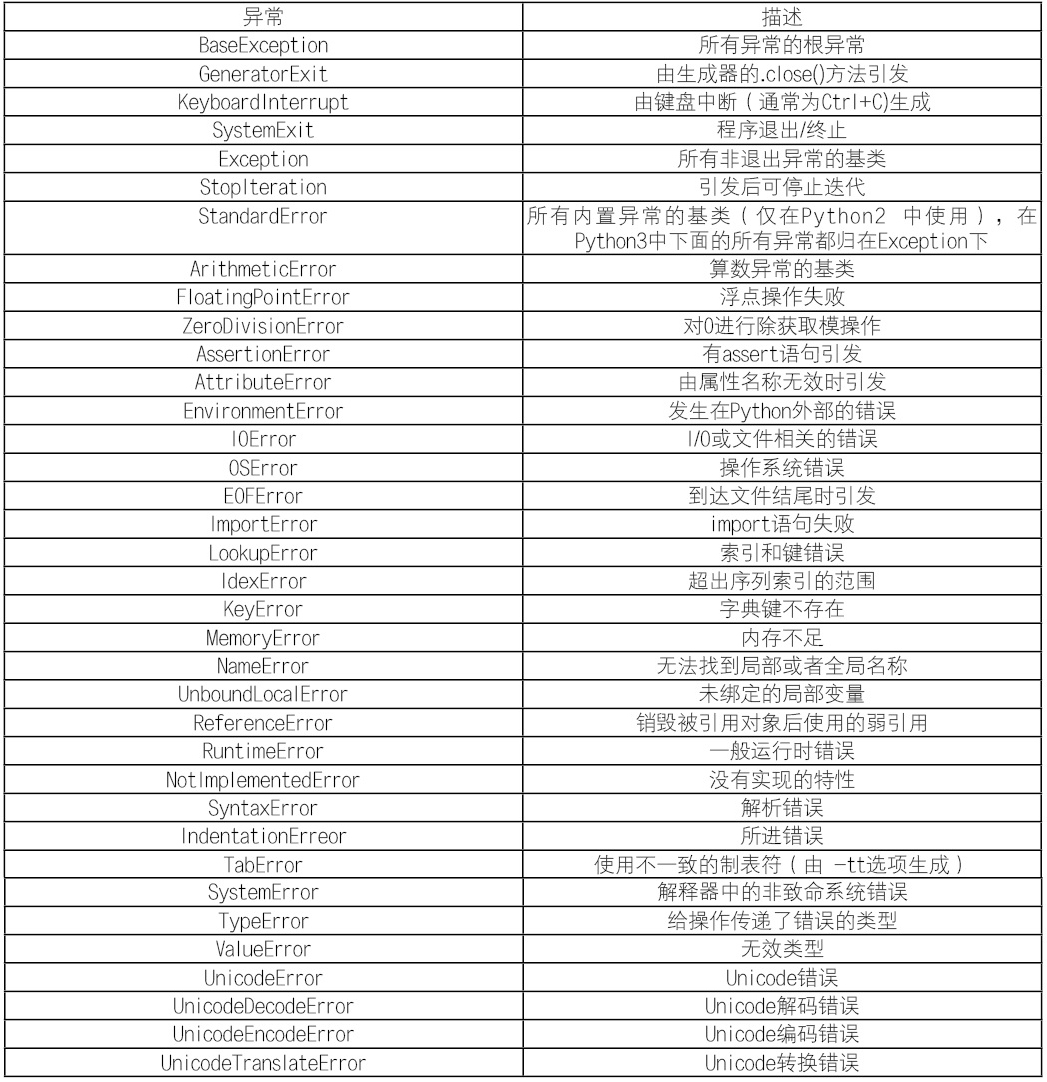 异常 描述
BaseException 所有异常的根异常
GeneratorExit 由生成器的.close()方法引发
KeyboardInterrupt 由键盘中断（通常为Ctrl+C)生成
SystemExit 程序退出/终止
Exception 所有非退出异常的基类
StopIteration 引发后可停止迭代
StandardError 所有内置异常的基类（仅在Python2 中使用），在
Python3中下面的所有异常都归在Exception下
ArithmeticError 算数异常的基类
FloatingPointError 浮点操作失败
ZeroDivisionError 对0进行除获取模操作
AssertionError 有assert语句引发
AttributeError 由属性名称无效时引发
EnvironmentError 发生在Python外部的错误
IOError I/O或文件相关的错误
OSError 操作系统错误
EOFError 到达文件结尾时引发
ImportError import语句失败
LookupError 索引和键错误
IdexError 超出序列索引的范围
KeyError 字典键不存在
MemoryError 内存不足
NameError 无法找到局部或者全局名称
UnboundLocalError 未绑定的局部变量
ReferenceError 销毁被引用对象后使用的弱引用
RuntimeError 一般运行时错误
NotImplementedError 没有实现的特性
SyntaxError 解析错误
IndentationErreor 所进错误
TabError 使用不一致的制表符（由 -tt选项生成）
SystemError 解释器中的非致命系统错误
TypeError 给操作传递了错误的类型
ValueError 无效类型
UnicodeError Unicode错误
UnicodeDecodeError Unicode解码错误
UnicodeEncodeError Unicode编码错误
UnicodeTranslateError Unicode转换错误